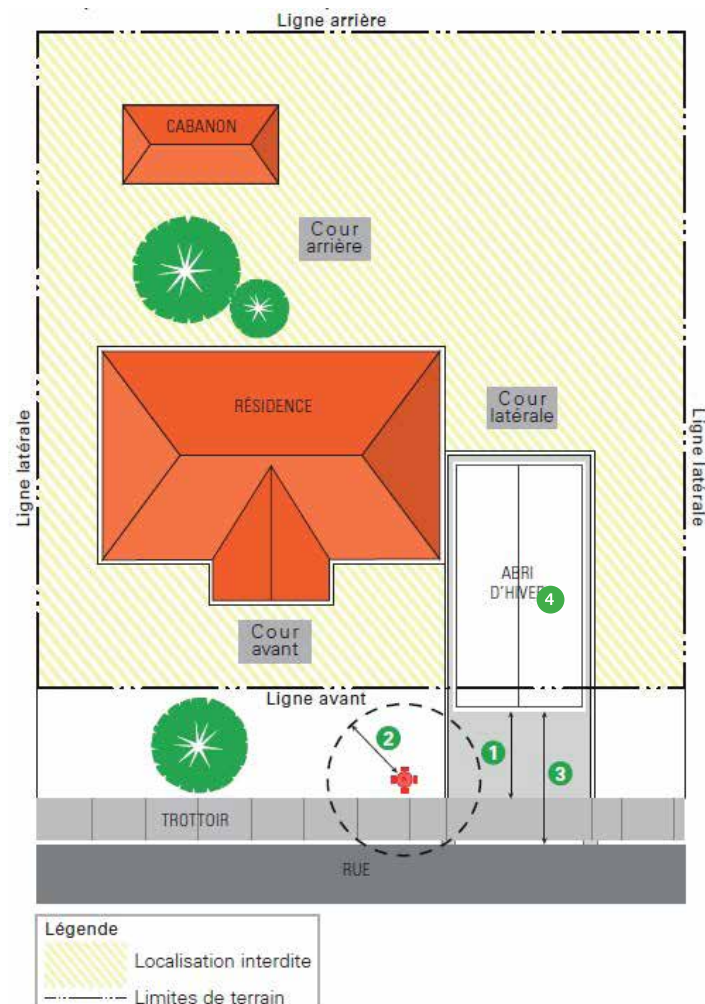 Ligne arrière
CABANON
Cour
arrière
RÉSIDENCE
Cour
latérale
Ligne latérale
Ligne latérale
ABRI
D'HIVER
4
Cour
avant
Ligne avant
2
1
3
TROTTOIR
RUE
Légende
Localisation interdite
Limites de terrain